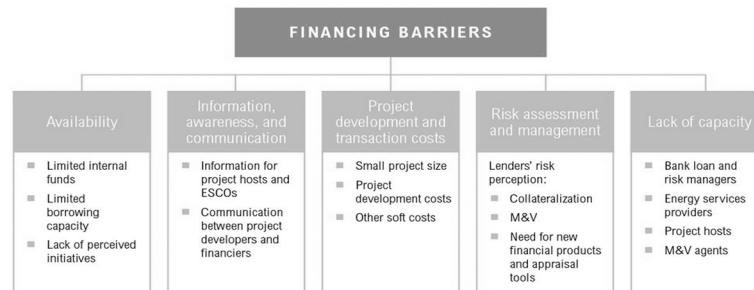 FINANCING BARRIERS
Availability
Limited internal
funds
Limited
borrowing
capacity
Lack of perceived
initiatives
Information,
awareness, and
communication
Information for
project hosts and
ESCOs
Communication
between project
developers and
financiers
Project
development and
transaction costs
Small project size
Project
development costs
Other soft costs
Risk assessment
and management
Lenders' risk
perception:
Collateralization
M&V
Need for new
financial products
and appraisal
tools
Lack of capacity
Bank loan and
risk managers
Energy services
providers
Project hosts
M&V agents